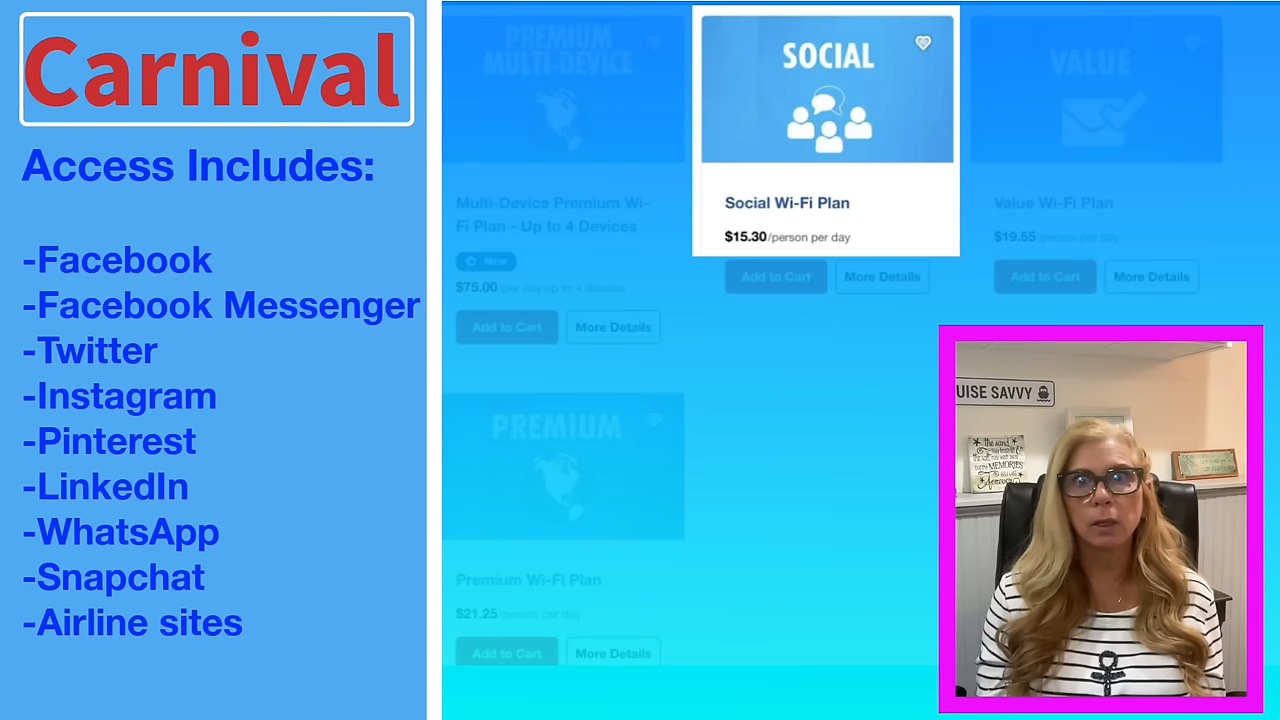 Carnival
Access Includes:
-Facebook
-Facebook Messenger
-Twitter
-Instagram
-Pinterest
-LinkedIn
-WhatsApp
-Snapchat
-Airline sites
PREMIUM
MULTI-DEVICE
Multi-Device Premium Wi-
Fi Plan - Up to 4 Devices
New
$75.00/per day up to 4 devices
Add to Cart
More Details
SOCIAL
Social Wi-Fi Plan
$15.30/person per day
Add to Cart
More Details
VALUE
Value Wi-Fi Plan
$19.55/person per day
Add to Cart
More Details
PREMIUM
Premium Wi-Fi Plan
$21.25/person per day
Add to Cart
More Details
UISE SAVVY
the sand
MEMORIES